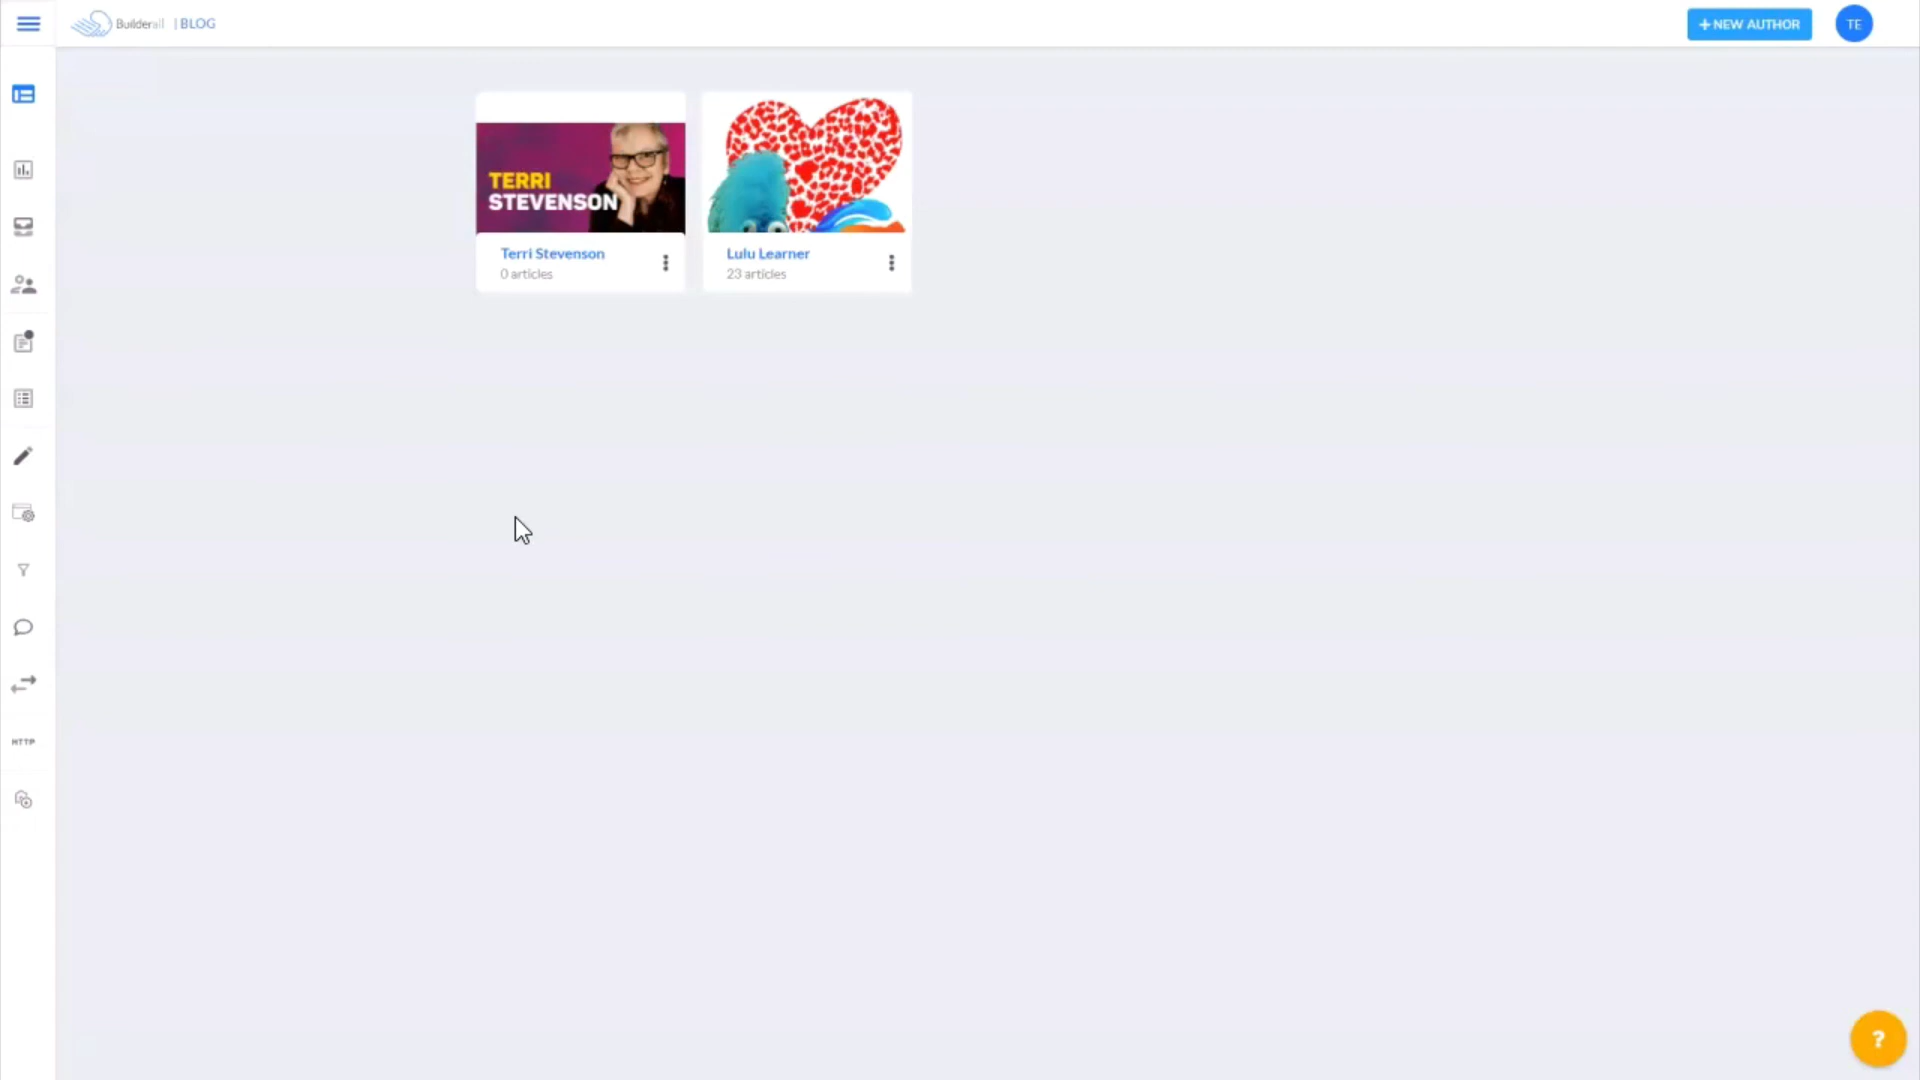 Builderall | BLOG
+ NEW AUTHOR
TE
TERRI
STEVENSON
Terri Stevenson
0 articles
Lulu Learner
23 articles
HTTP
?